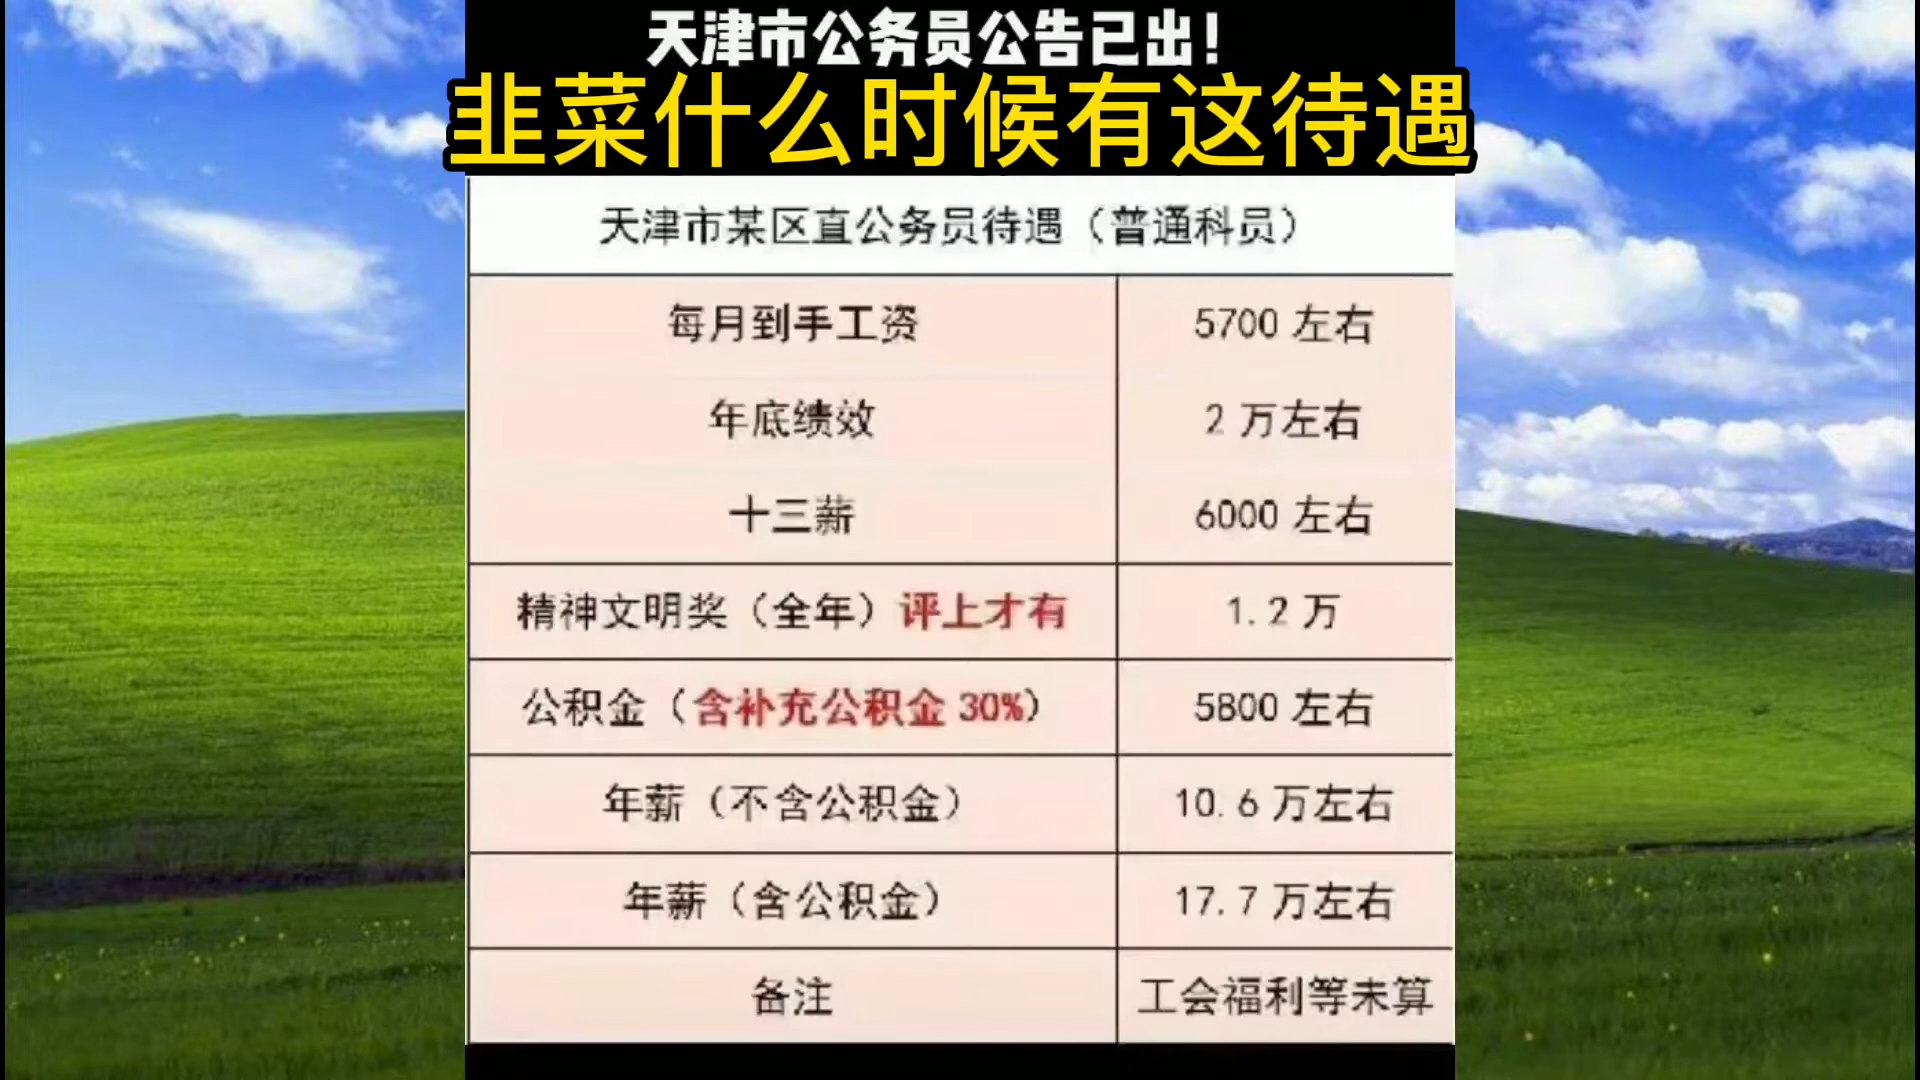 天津市公务员公告已出!
韭菜什么时候有这待遇
天津市某区直公务员待遇（普通科员）
每月到手工资 5700 左右
年底绩效 2 万左右
十三薪 6000 左右
精神文明奖（全年）评上才有 1.2 万
公积金（含补充公积金 30%） 5800 左右
年薪（不含公积金） 10.6 万左右
年薪（含公积金） 17.7 万左右
备注 工会福利等未算